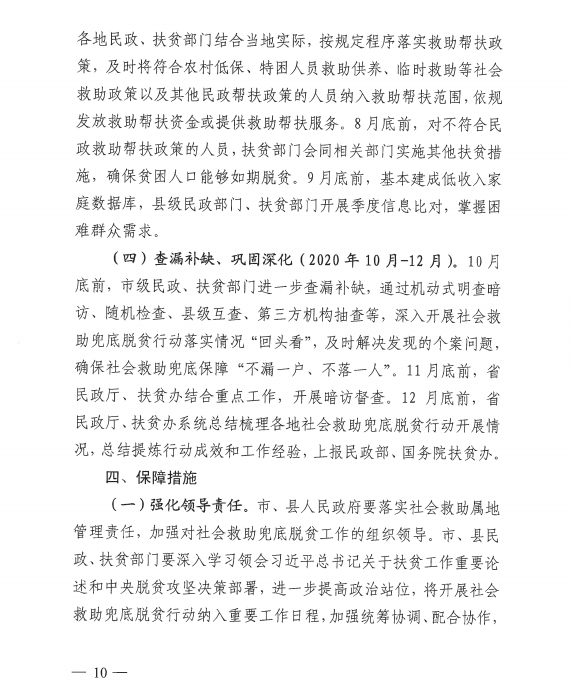 各地民政、扶贫部门结合当地实际，按规定程序落实救助帮扶政
策，及时将符合农村低保、特困人员救助供养、临时救助等社会
救助政策以及其他民政帮扶政策的人员纳入救助帮扶范围，依规
发放救助帮扶资金或提供救助帮扶服务。8 月底前，对不符合民
政救助帮扶政策的人员，扶贫部门会同相关部门实施其他扶贫措
施，确保贫困人口能够如期脱贫。9 月底前，基本建成低收入家
庭数据库，县级民政部门、扶贫部门开展季度信息比对，掌握困
难群众需求。
（四）查漏补缺、巩固深化（2020 年 10 月-12 月）。10 月
底前，市级民政、扶贫部门进一步查漏补缺，通过机动式明查暗
访、随机检查、县级互查、第三方机构抽查等，深入开展社会救
助兜底脱贫行动落实情况“回头看”，及时解决发现的个案问题，
确保社会救助兜底保障“不漏一户、不落一人”。11 月底前，省
民政厅、扶贫办结合重点工作，开展暗访督查。12 月底前，省
民政厅、扶贫办系统总结梳理各地社会救助兜底脱贫行动开展情
况，总结提炼行动成效和工作经验，上报民政部、国务院扶贫办。
四、保障措施
（一）强化领导责任。市、县人民政府要落实社会救助属地
管理责任，加强对社会救助兜底脱贫工作的组织领导。市、县民
政、扶贫部门要深入学习领会习近平总书记关于扶贫工作重要论
述和中央脱贫攻坚决策部署，进一步提高政治站位，将开展社会
救助兜底脱贫行动纳入重要工作日程，加强统筹协调、配合协作，
— 10 —